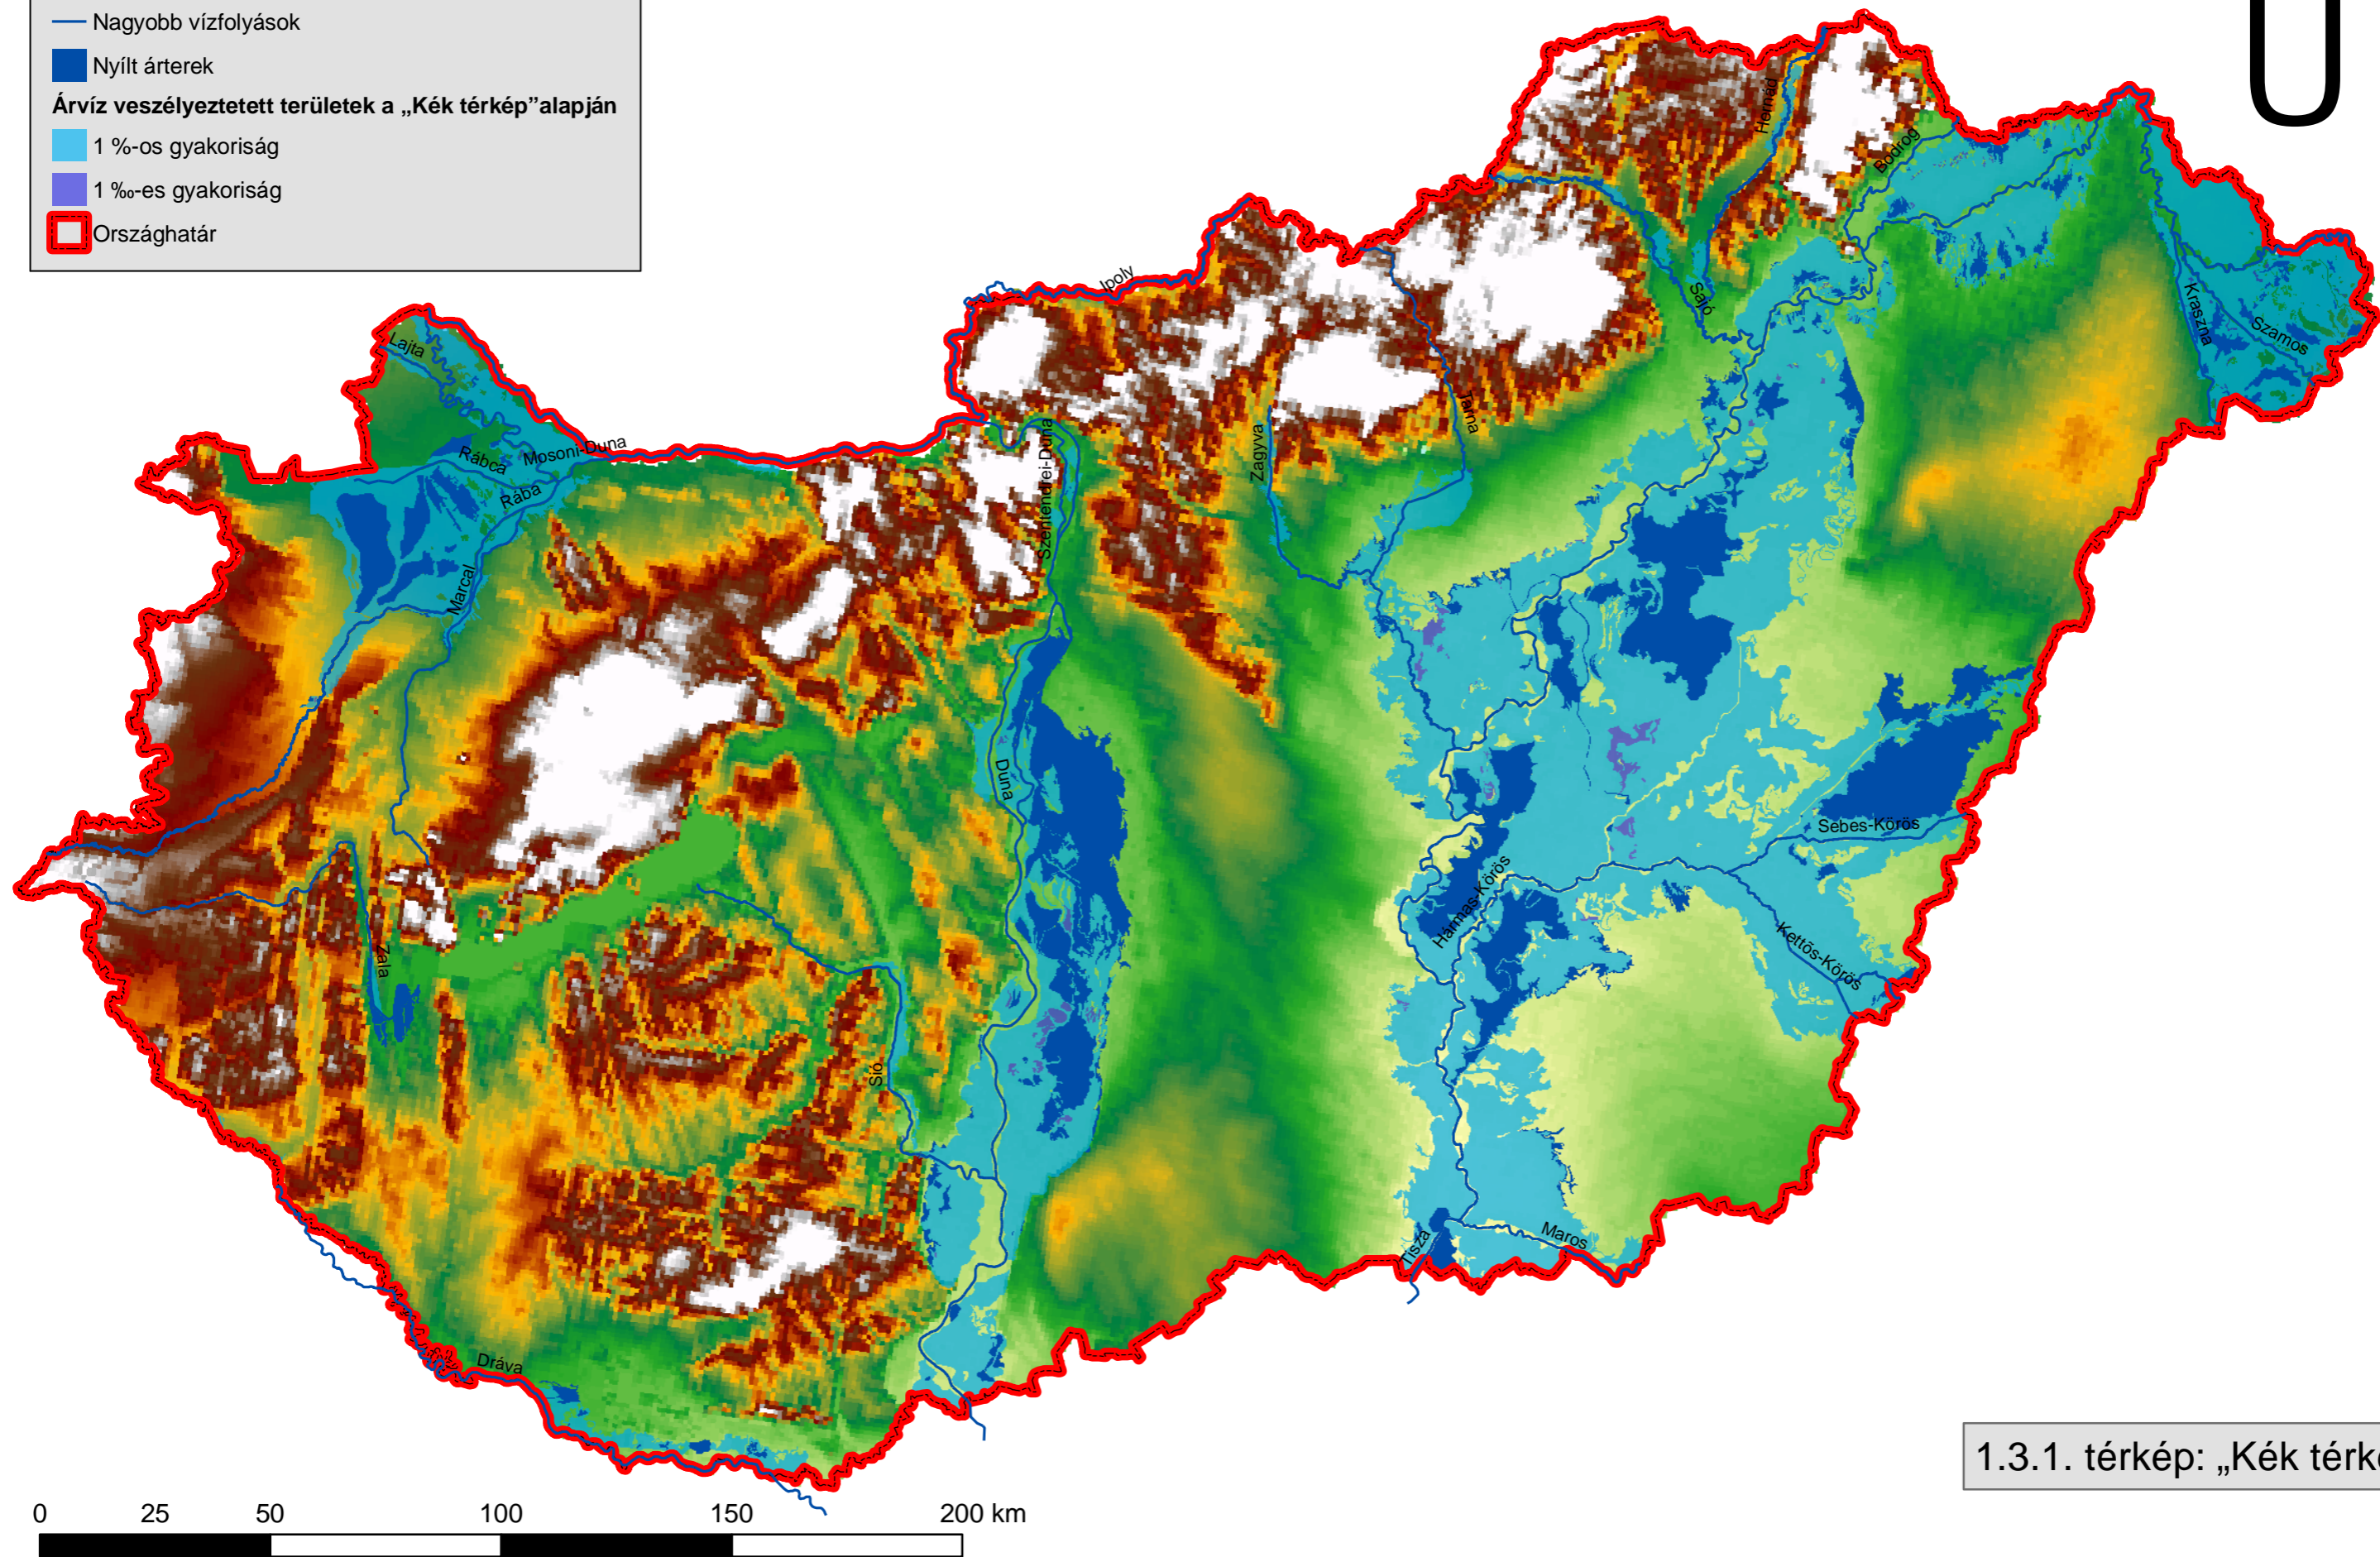 Nagyobb vízfolyások
Nyílt árterek
Árvíz veszélyeztetett területek a „Kék térkép”alapján
1 %-os gyakoriság
1 ‰-es gyakoriság
Országhatár
Hornád
Bodrog
Ipoly
Sajó
Kraszna
Szamos
Lajta
Tarna
Zagyva
Szentendrei-Duna
Mosoni-Duna
Rábca
Rába
Marcal
Duna
Sebes-Körös
Hármas-Körös
Kettős-Körös
Zala
Sió
Maros
Tisza
Dráva
1.3.1. térkép: „Kék térk
0 25 50 100 150 200 km